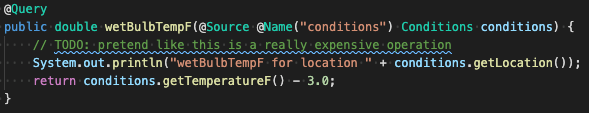 @Query
public double wetBulbTempF(@Source @Name("conditions") Conditions conditions) {
    // TODO: pretend like this is a really expensive operation
    System.out.println("wetBulbTempF for location " + conditions.getLocation());
    return conditions.getTemperatureF() - 3.0;
}